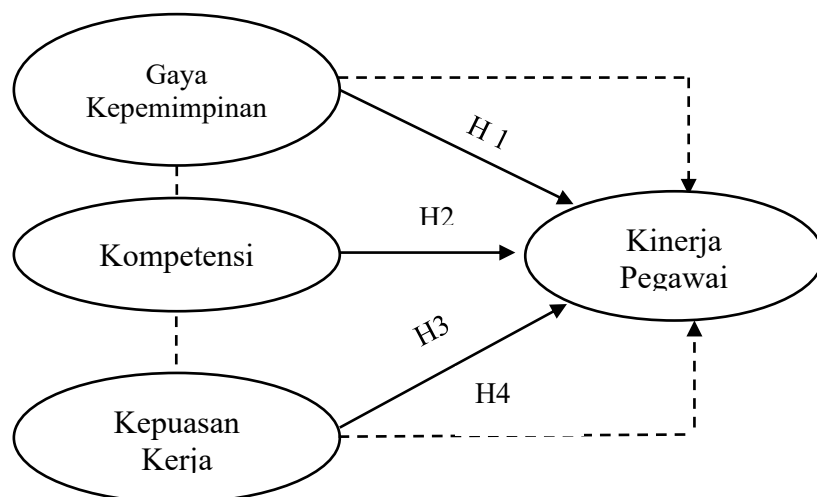 Gaya
Kepemimpinan
H 1
H2
Kompetensi
Kinerja
Pegawai
H3
H4
Kepuasan
Kerja